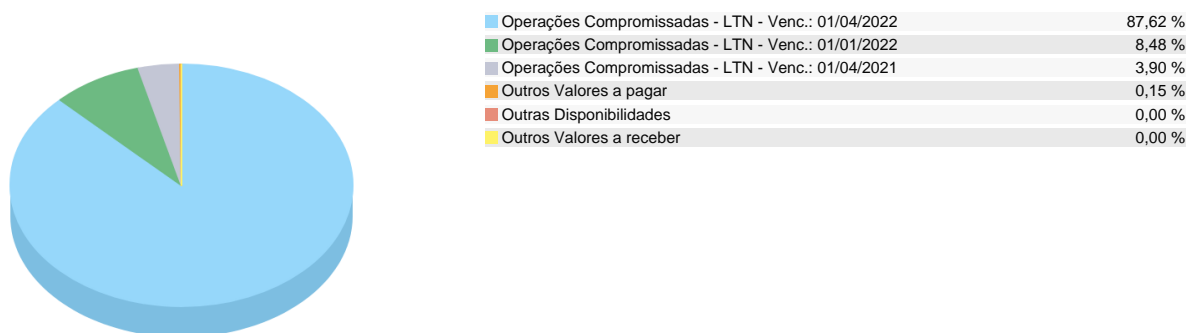 Operações Compromissadas - LTN - Venc.: 01/04/2022 87,62 %
Operações Compromissadas - LTN - Venc.: 01/01/2022 8,48 %
Operações Compromissadas - LTN - Venc.: 01/04/2021 3,90 %
Outros Valores a pagar 0,15 %
Outras Disponibilidades 0,00 %
Outros Valores a receber 0,00 %